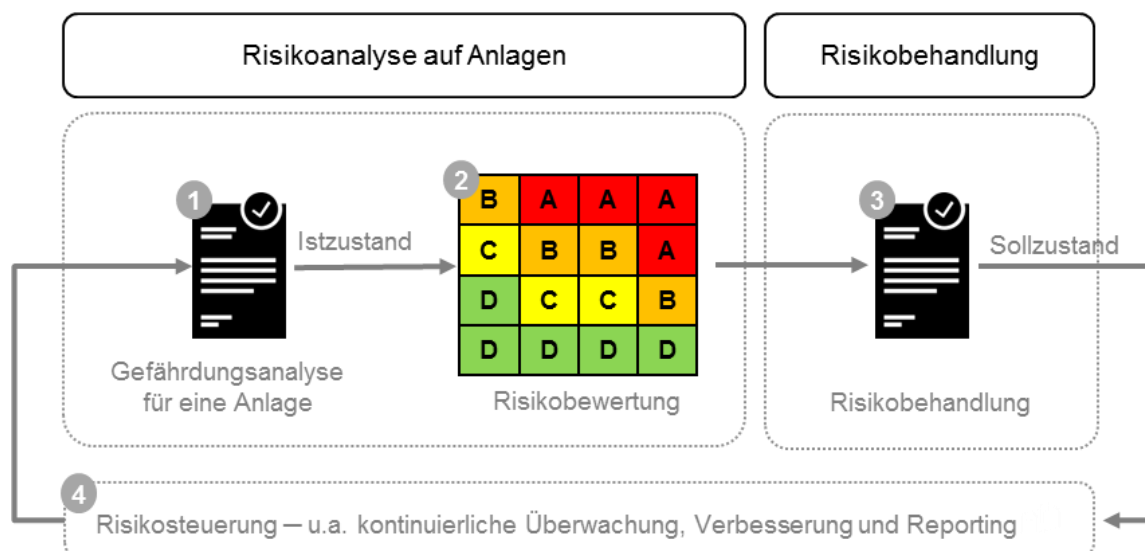 Risikoanalyse auf Anlagen
Risikobehandlung
1
Istzustand
Gefährdungsanalyse
für eine Anlage
2
B A A A
C B B A
D C C B
D D D D
Risikobewertung
3
Sollzustand
Risikobehandlung
4
Risikosteuerung – u.a. kontinuierliche Überwachung, Verbesserung und Reporting